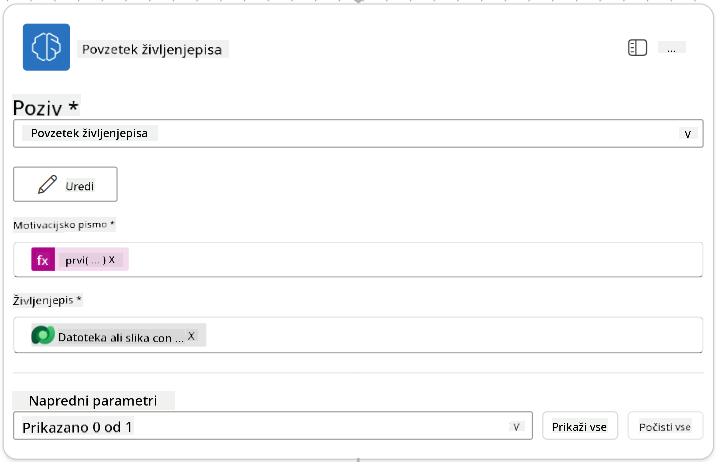 Povzetek življenjepisa
...
Poziv *
Povzetek življenjepisa
v
Uredi
Motivacijsko pismo *
fx prvi( ... ) X
Življenjepis *
Datoteka ali slika con ... X
Napredni parametri
Prikazano 0 od 1 v
Prikaži vse
Počisti vse